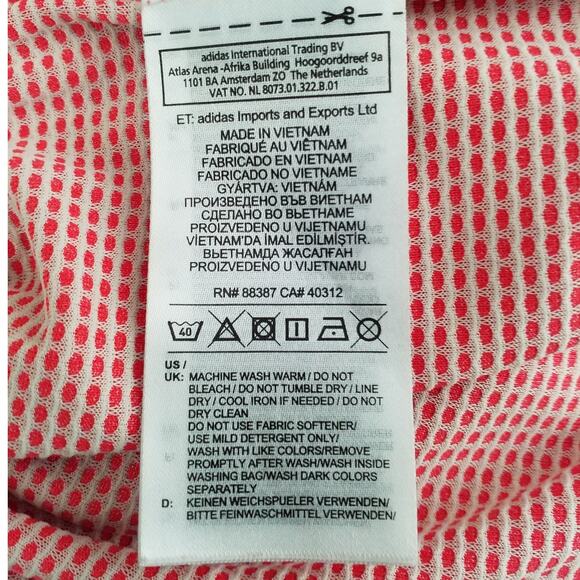 adidas International Trading BV
Atlas Arena -Afrika Building Hoogoorddreef 9a
1101 BA Amsterdam ZO The Netherlands
VAT NO. NL 8073.01.322.B.01
ET: adidas Imports and Exports Ltd
MADE IN VIETNAM
FABRIQUÉ AU VIÊTNAM
FABRICADO EN VIETNAM
FABRICADO NO VIETNAME
GYÁRTVA: VIETNÁM
ПРОИЗВЕДЕНО ВЪВ ВИЕТНАМ
СДЕЛАНО ВО ВЬЕТНАМЕ
PROIZVEDENO U VIJETNAMU
VİETNAM'DA İMAL EDİLMİŞTİR.
ВЬЕТНАМДА ЖАСАЛҒАН
PROIZVEDENO U VIJETNAMU
RN# 88387 CA# 40312
40
US /
UK: MACHINE WASH WARM / DO NOT
BLEACH / DO NOT TUMBLE DRY / LINE
DRY / COOL IRON IF NEEDED / DO NOT
DRY CLEAN
DO NOT USE FABRIC SOFTENER/
USE MILD DETERGENT ONLY/
WASH WITH LIKE COLORS/REMOVE
PROMPTLY AFTER WASH/WASH INSIDE
WASHING BAG/WASH DARK COLORS
SEPARATELY
D: KEINEN WEICHSPUELER VERWENDEN/
BITTE FEINWASCHMITTEL VERWENDEN/